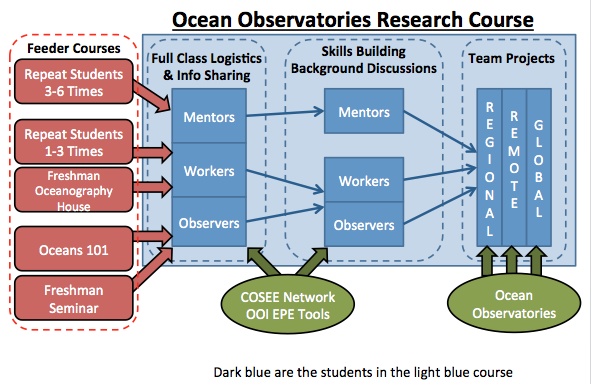 Ocean Observatories Research Course
Feeder Courses
Repeat Students
3-6 Times
Repeat Students
1-3 Times
Freshman
Oceanography
House
Oceans 101
Freshman
Seminar
Full Class Logistics
& Info Sharing
Mentors
Workers
Observers
Skills Building
Background Discussions
Mentors
Workers
Observers
Team Projects
REGIONAL
REMOTE
GLOBAL
COSEE Network
OOI EPE Tools
Ocean
Observatories
Dark blue are the students in the light blue course